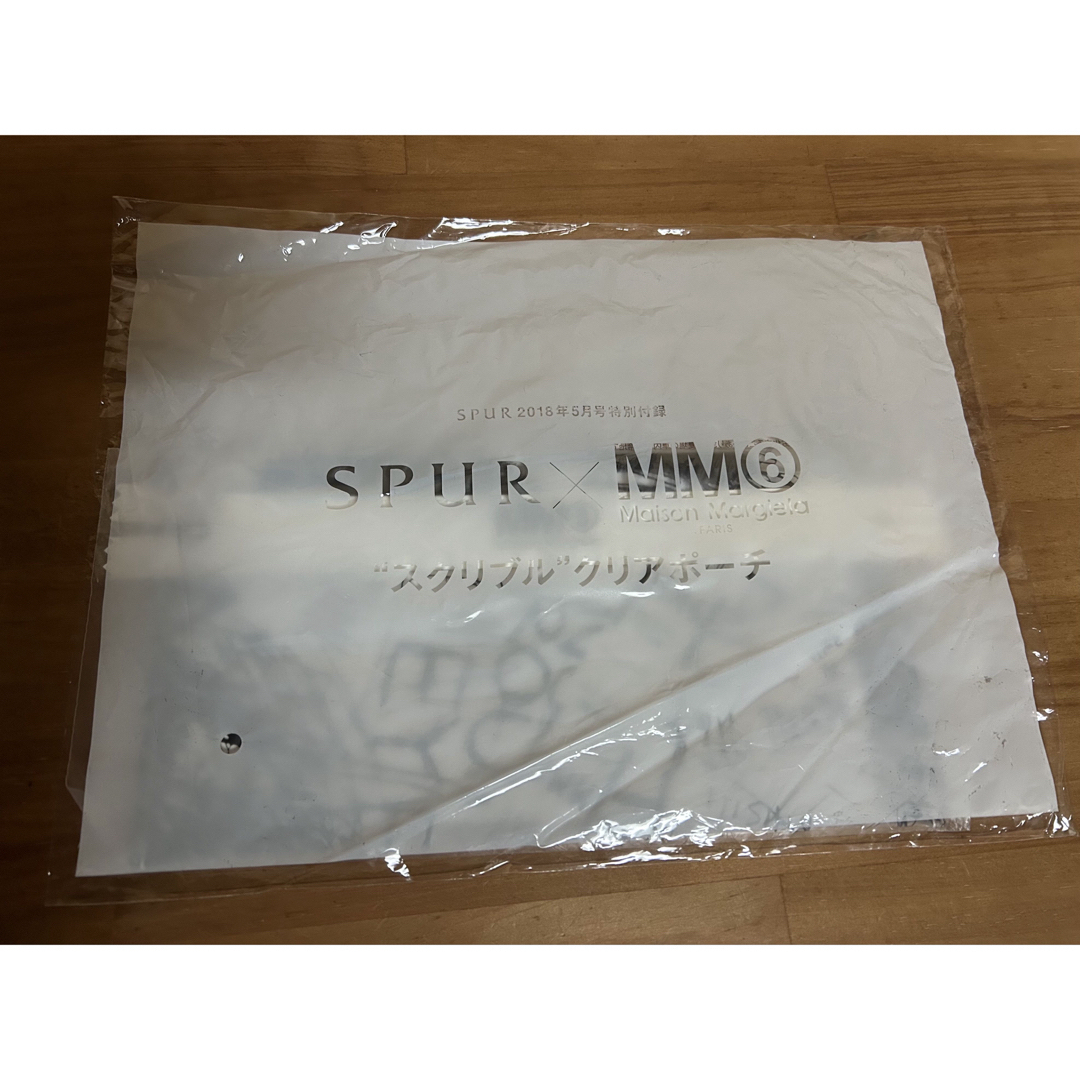 SPUR 2018年5月号特別付録
SPUR × MM⑥
Maison Margiela
PARIS
“スクリブル”クリアポーチ